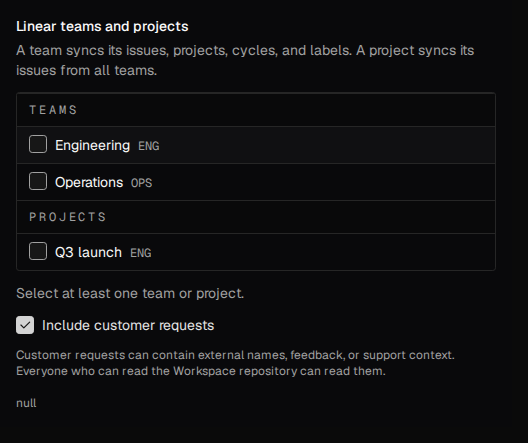 Linear teams and projects
A team syncs its issues, projects, cycles, and labels. A project syncs its
issues from all teams.
TEAMS
Engineering ENG
Operations OPS
PROJECTS
Q3 launch ENG
Select at least one team or project.
Include customer requests
Customer requests can contain external names, feedback, or support context.
Everyone who can read the Workspace repository can read them.
null